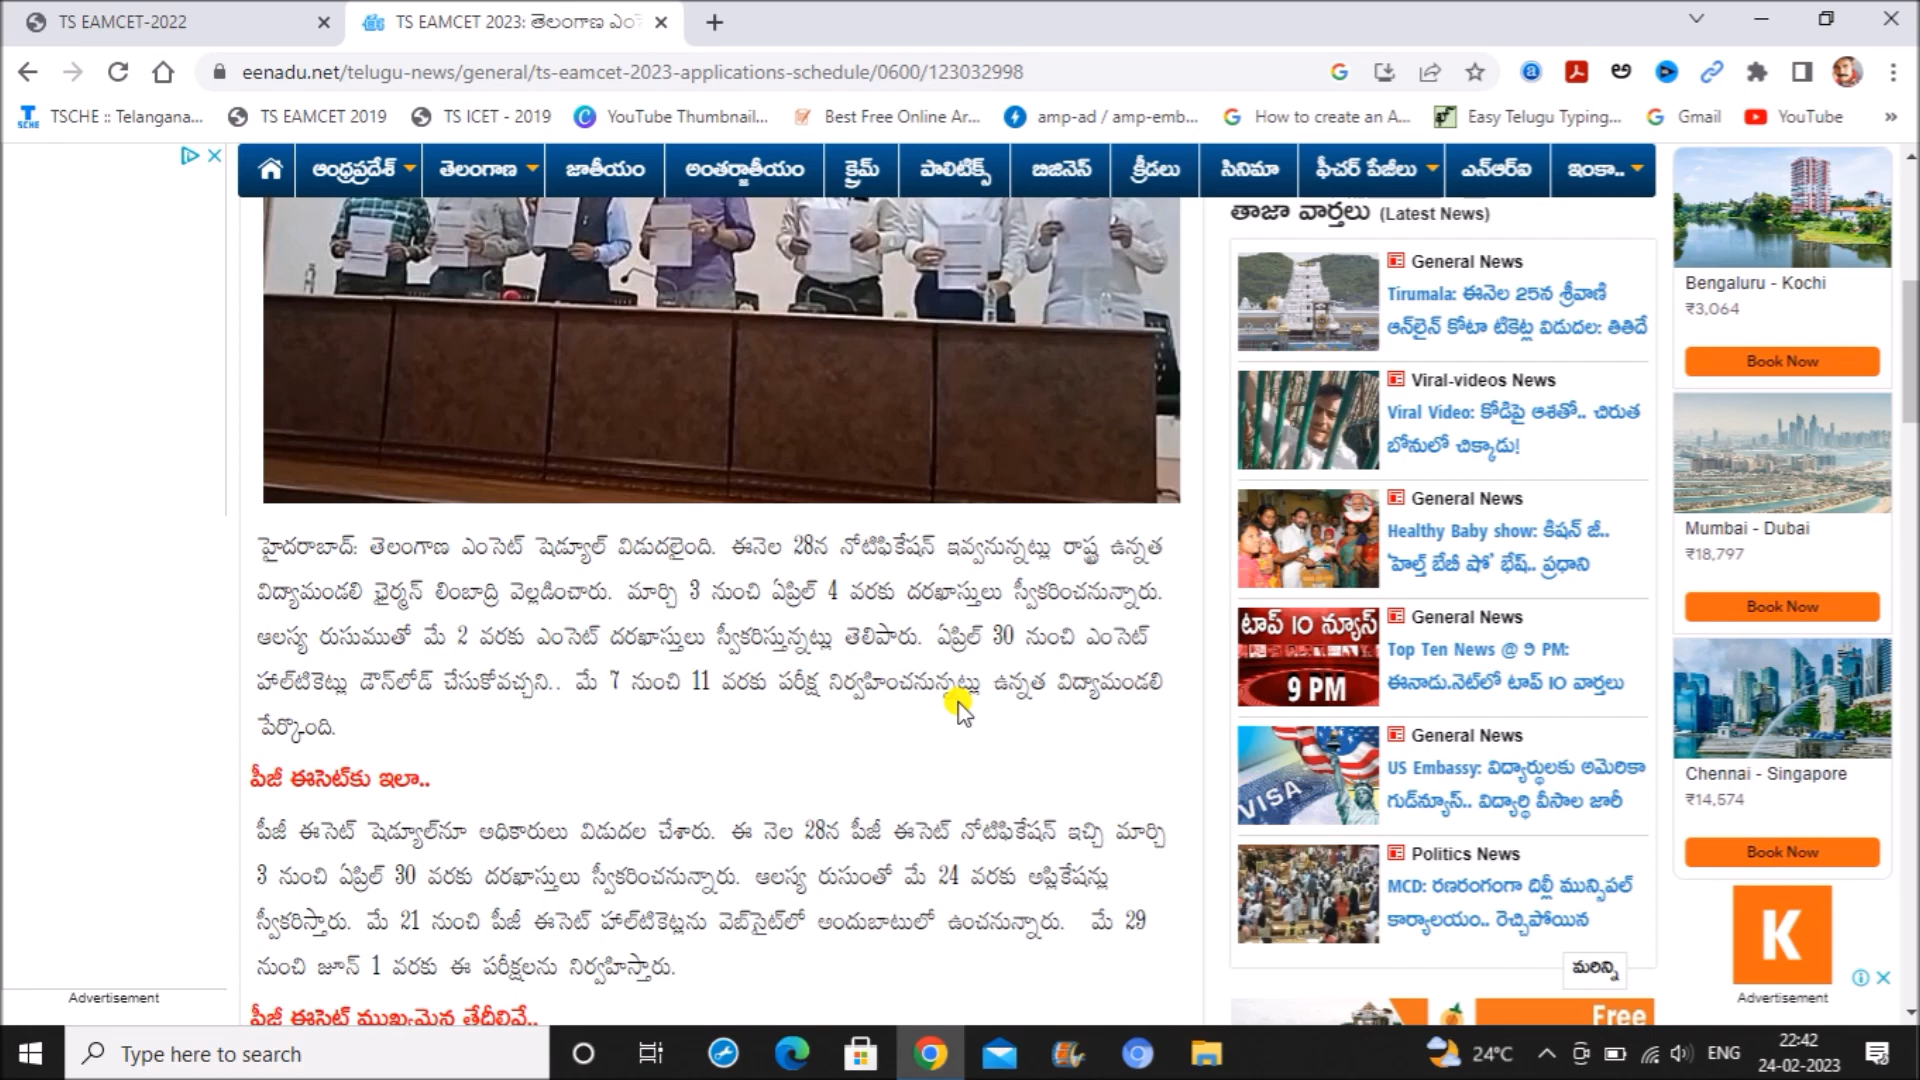 TS EAMCET-2022
TS EAMCET 2023: తెలంగాణ ఎం
eenadu.net/telugu-news/general/ts-eamcet-2023-applications-schedule/0600/123032998
TSCHE :: Telangana...
TS EAMCET 2019
TS ICET - 2019
YouTube Thumbnail...
Best Free Online Ar...
amp-ad / amp-emb...
How to create an A...
Easy Telugu Typing...
Gmail
YouTube
ఆంధ్రప్రదేశ్
తెలంగాణ
జాతీయం
అంతర్జాతీయం
క్రైమ్
పాలిటిక్స్
బిజినెస్
క్రీడలు
సినిమా
ఫీచర్ పేజీలు
ఎన్ఆర్ఐ
ఇంకా..
హైదరాబాద్: తెలంగాణ ఎంసెట్ షెడ్యూల్ విడుదలైంది. ఈనెల 28న నోటిఫికేషన్ ఇవ్వనున్నట్లు రాష్ట్ర ఉన్నత
విద్యామండలి ఛైర్మన్ లింబాద్రి వెల్లడించారు. మార్చి 3 నుంచి ఏప్రిల్ 4 వరకు దరఖాస్తులు స్వీకరించనున్నారు.
ఆలస్య రుసుముతో మే 2 వరకు ఎంసెట్ దరఖాస్తులు స్వీకరిస్తున్నట్లు తెలిపారు. ఏప్రిల్ 30 నుంచి ఎంసెట్
హాల్‌టికెట్లు డౌన్‌లోడ్ చేసుకోవచ్చని.. మే 7 నుంచి 11 వరకు పరీక్ష నిర్వహించనున్నట్లు ఉన్నత విద్యామండలి
పేర్కొంది.
పీజీ ఈసెట్‌కు ఇలా..
పీజీ ఈసెట్ షెడ్యూల్‌నూ అధికారులు విడుదల చేశారు. ఈ నెల 28న పీజీ ఈసెట్ నోటిఫికేషన్ ఇచ్చి మార్చి
3 నుంచి ఏప్రిల్ 30 వరకు దరఖాస్తులు స్వీకరించనున్నారు. ఆలస్య రుసుంతో మే 24 వరకు అప్లికేషన్లు
స్వీకరిస్తారు. మే 21 నుంచి పీజీ ఈసెట్ హాల్‌టికెట్లను వెబ్‌సైట్‌లో అందుబాటులో ఉంచనున్నారు. మే 29
నుంచి జూన్ 1 వరకు ఈ పరీక్షలను నిర్వహిస్తారు.
పీజీ ఈసెట్ ముఖ్యమైన తేదీలివే..
Advertisement
తాజా వార్తలు (Latest News)
General News
Tirumala: ఈనెల 25న శ్రీవాణి
ఆన్‌లైన్ కోటా టికెట్ల విడుదల: తితిదే
Viral-videos News
Viral Video: కోడిపై ఆశతో.. చిరుత
బోనులో చిక్కాడు!
General News
Healthy Baby show: కిషన్ జీ..
'హెల్త్ బేబీ షో' భేష్.. ప్రధాని
టాప్ 10 న్యూస్
9 PM
General News
Top Ten News @ 9 PM:
ఈనాడు.నెట్‌లో టాప్ 10 వార్తలు
VISA
General News
US Embassy: విద్యార్థులకు అమెరికా
గుడ్‌న్యూస్.. విద్యార్థి వీసాల జారీ
Politics News
MCD: రణరంగంగా దిల్లీ మున్సిపల్
కార్యాలయం.. రెచ్చిపోయిన
మరిన్ని
Free
Bengaluru - Kochi
₹3,064
Book Now
Mumbai - Dubai
₹18,797
Book Now
Chennai - Singapore
₹14,574
Book Now
K
Advertisement
Type here to search
24°C
ENG
22:42
24-02-2023